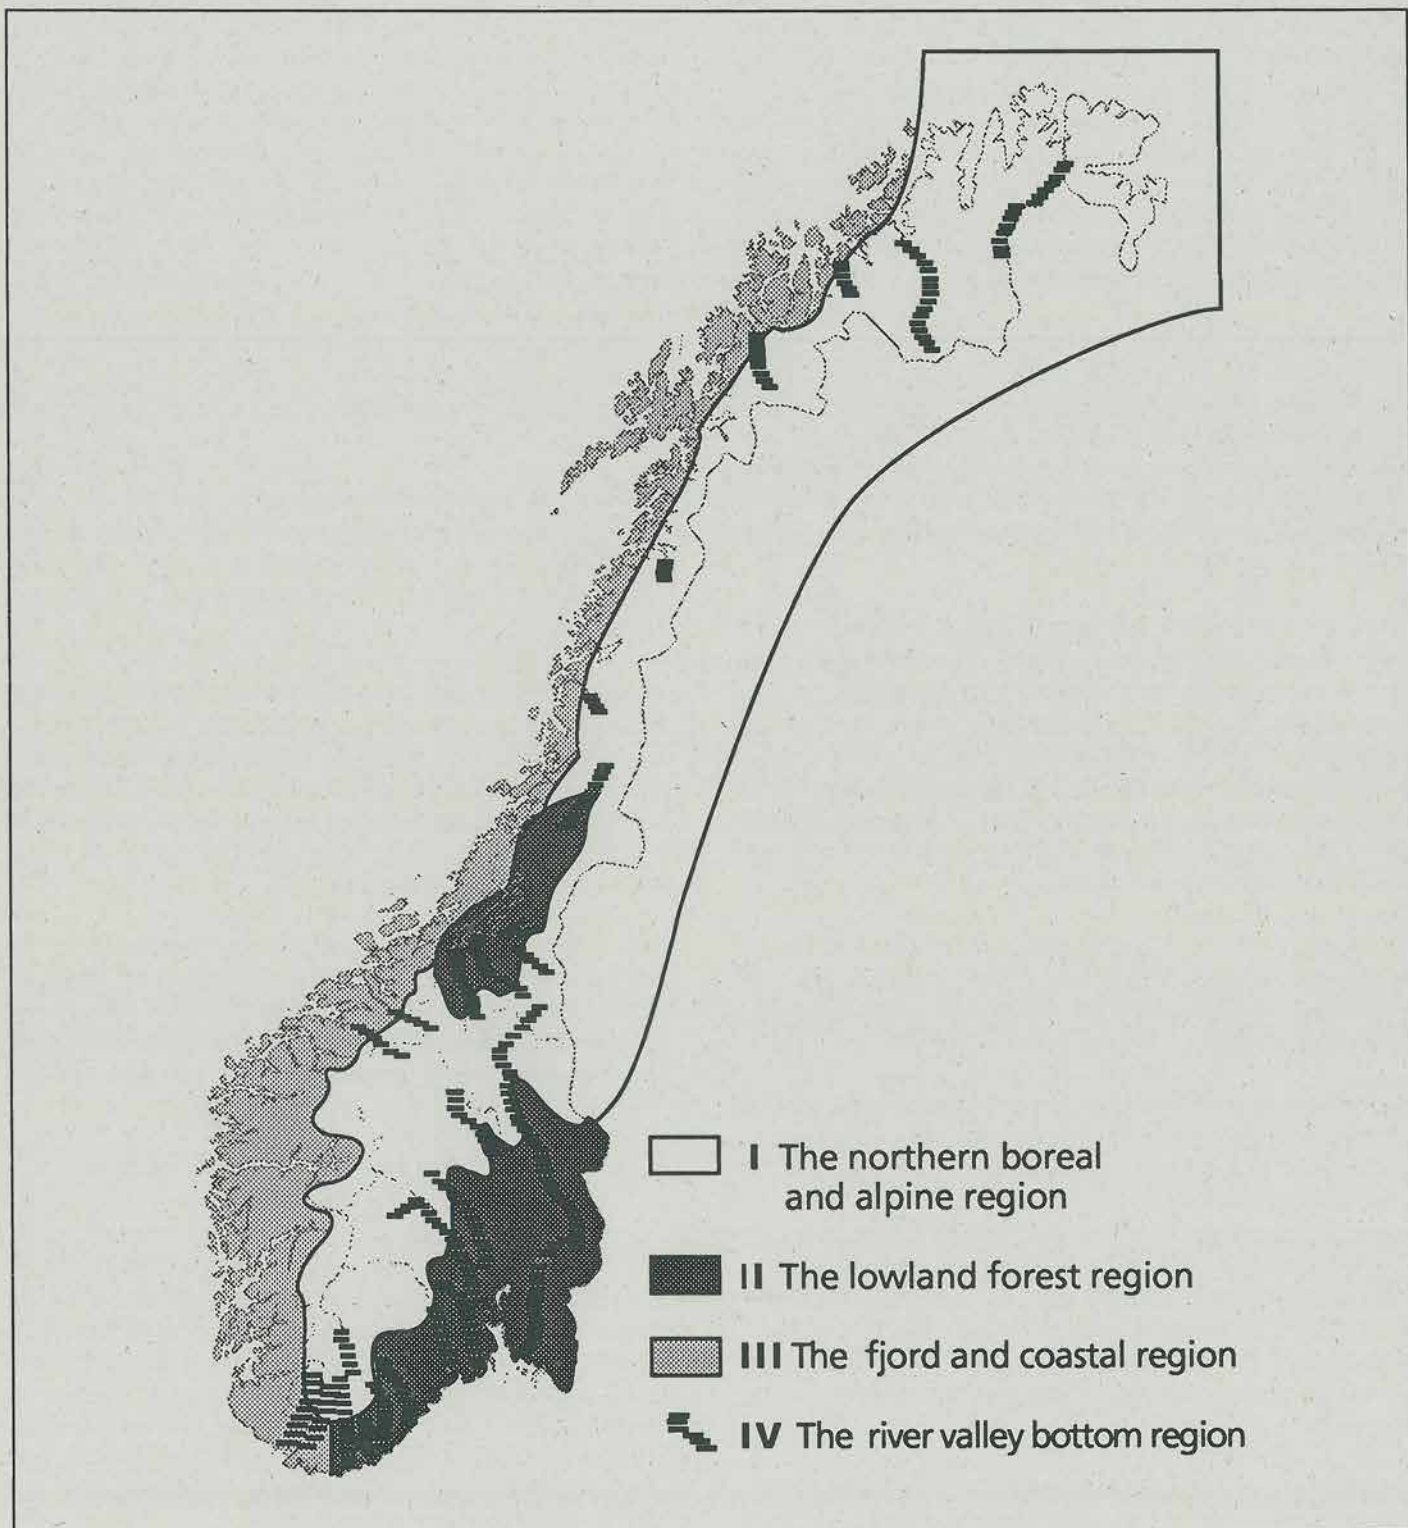 I The northern boreal
and alpine region
II The lowland forest region
III The fjord and coastal region
IV The river valley bottom region